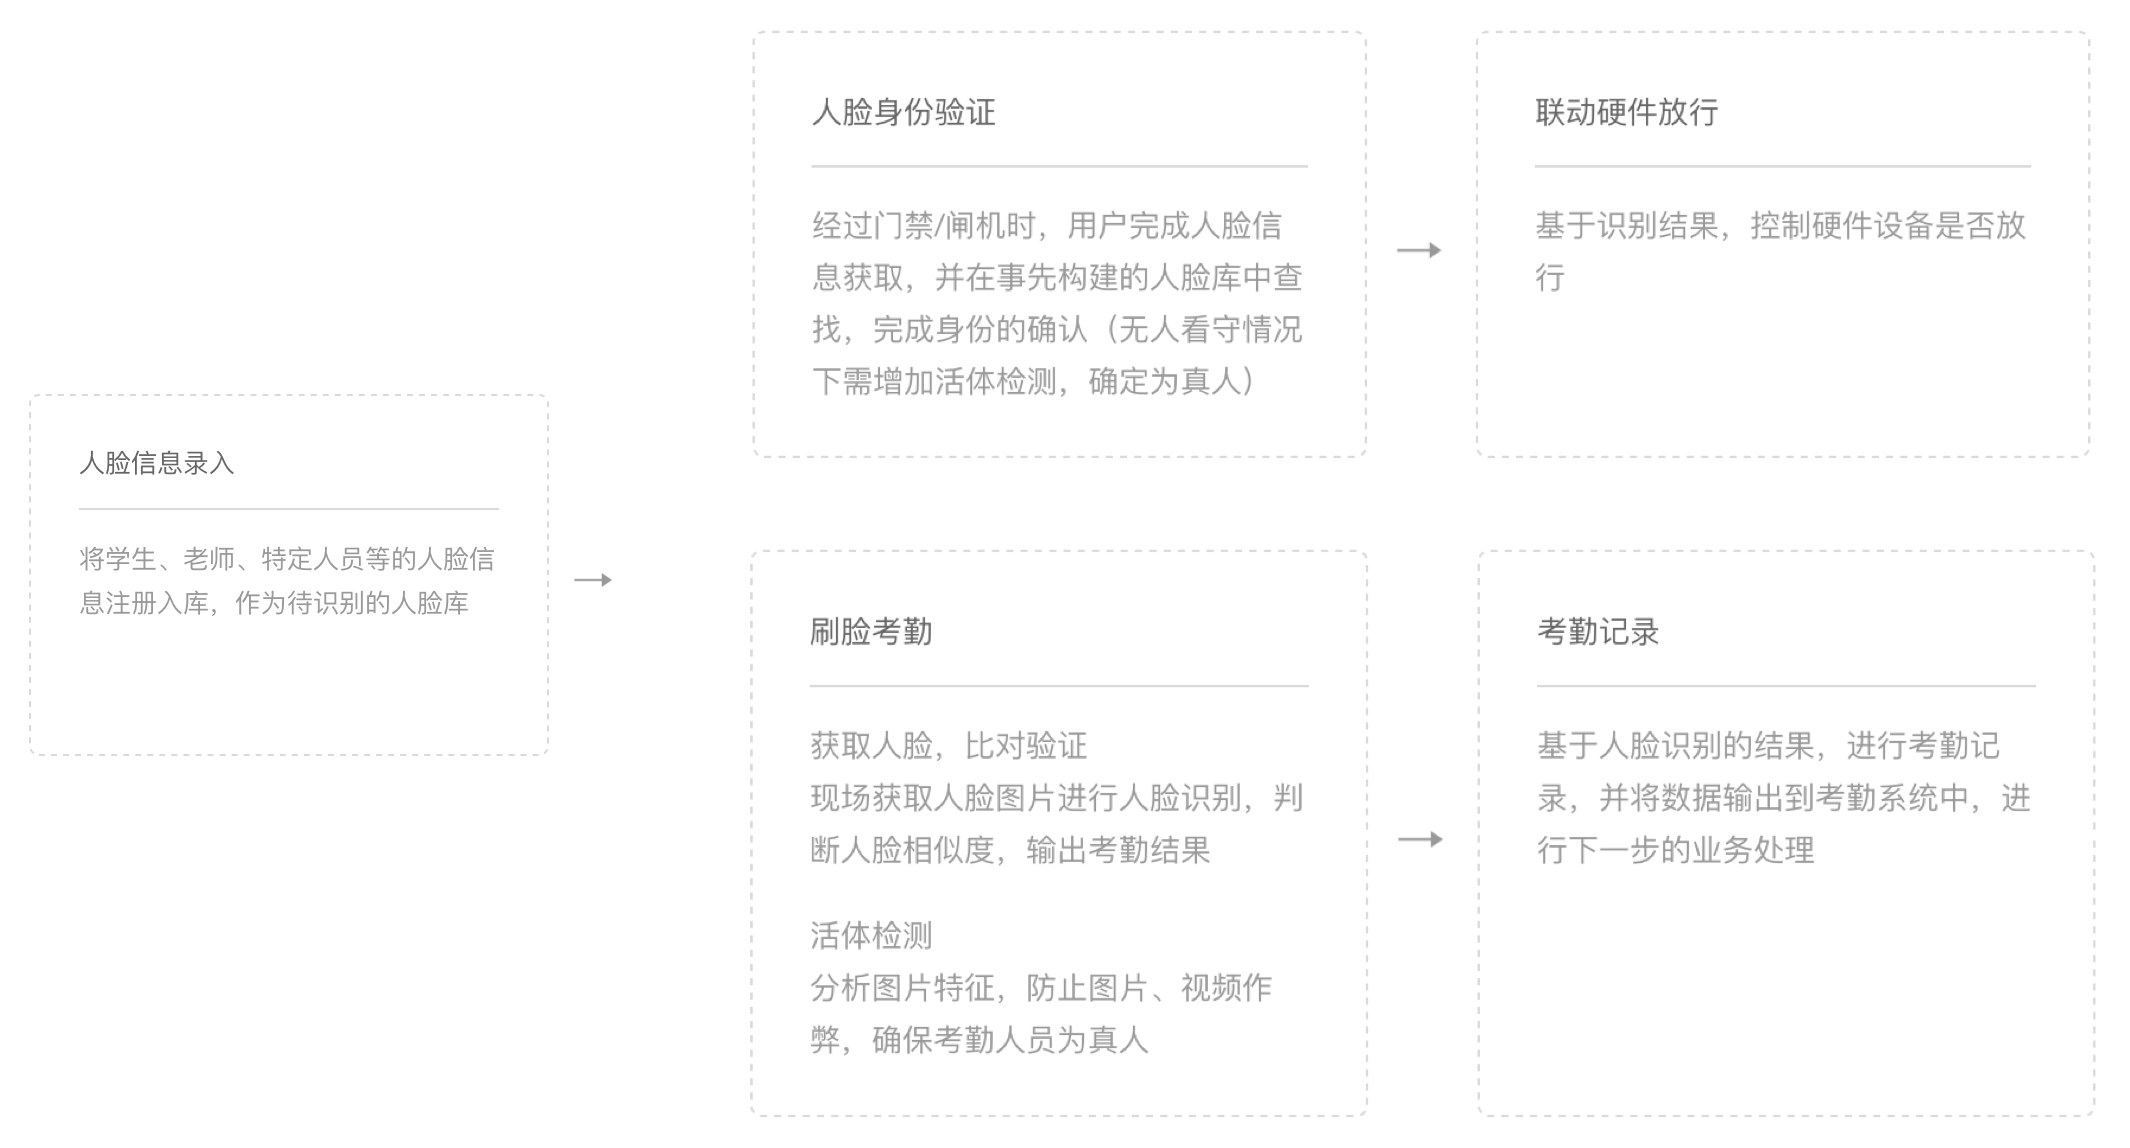 人脸信息录入
将学生、老师、特定人员等的人脸信
息注册入库，作为待识别的人脸库
人脸身份验证
经过门禁/闸机时，用户完成人脸信
息获取，并在事先构建的人脸库中查
找，完成身份的确认（无人看守情况
下需增加活体检测，确定为真人）
联动硬件放行
基于识别结果，控制硬件设备是否放
行
刷脸考勤
获取人脸，比对验证
现场获取人脸图片进行人脸识别，判
断人脸相似度，输出考勤结果
活体检测
分析图片特征，防止图片、视频作
弊，确保考勤人员为真人
考勤记录
基于人脸识别的结果，进行考勤记
录，并将数据输出到考勤系统中，进
行下一步的业务处理